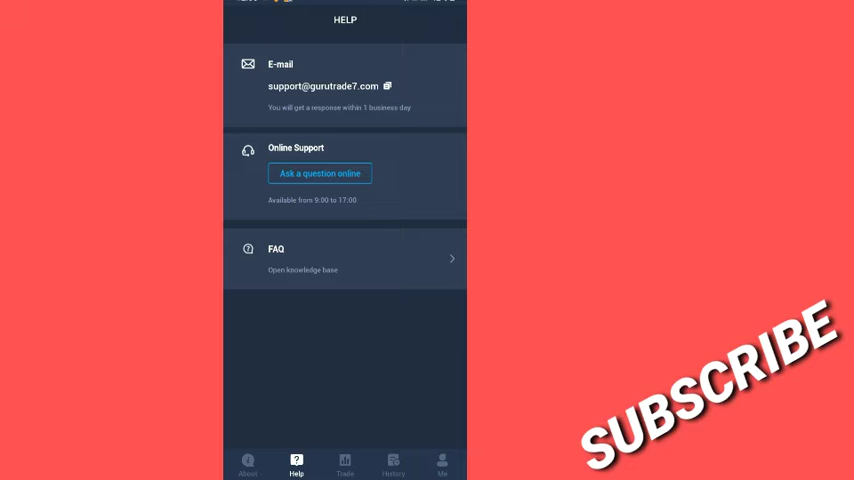 HELP
E-mail
support@gurutrade7.com
You will get a response within 1 business day
Online Support
Ask a question online
Available from 9:00 to 17:00
FAQ
Open knowledge base
About
Help
Trade
History
Me
SUBSCRIBE